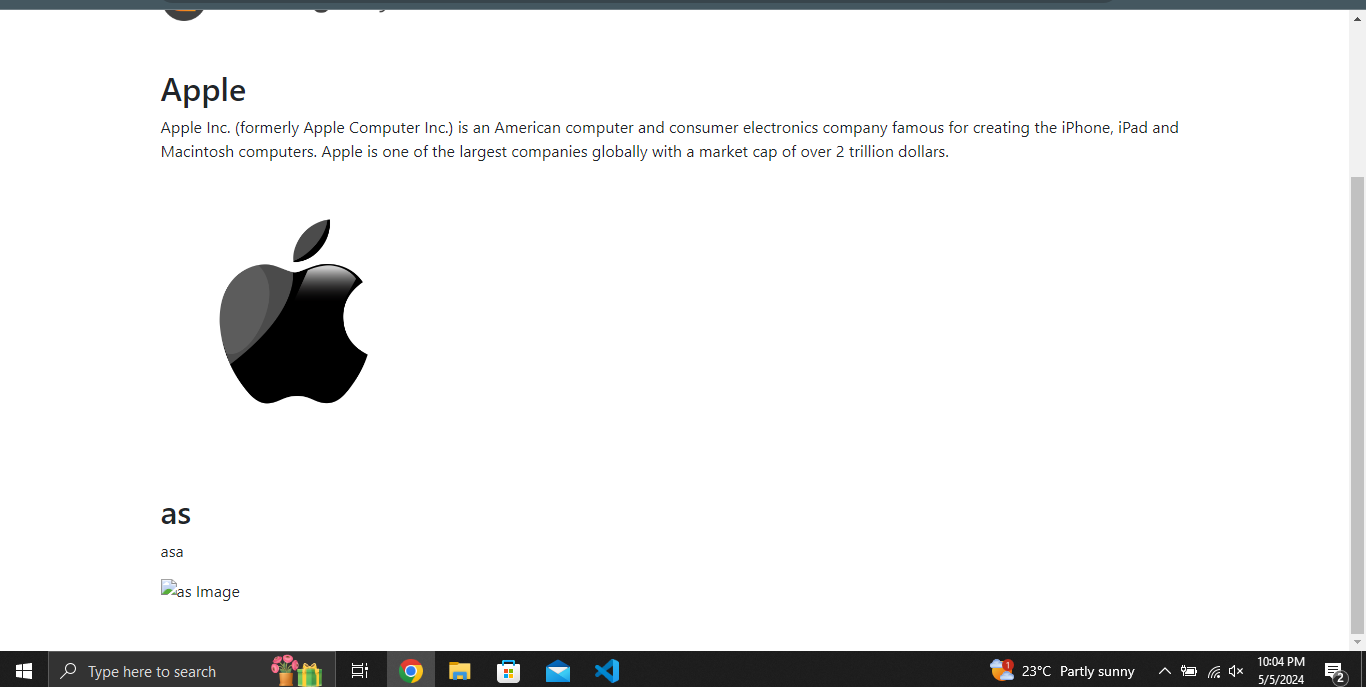 Apple
Apple Inc. (formerly Apple Computer Inc.) is an American computer and consumer electronics company famous for creating the iPhone, iPad and
Macintosh computers. Apple is one of the largest companies globally with a market cap of over 2 trillion dollars.
as
asa
as Image
Type here to search
1
23°C Partly sunny
10:04 PM
5/5/2024
2